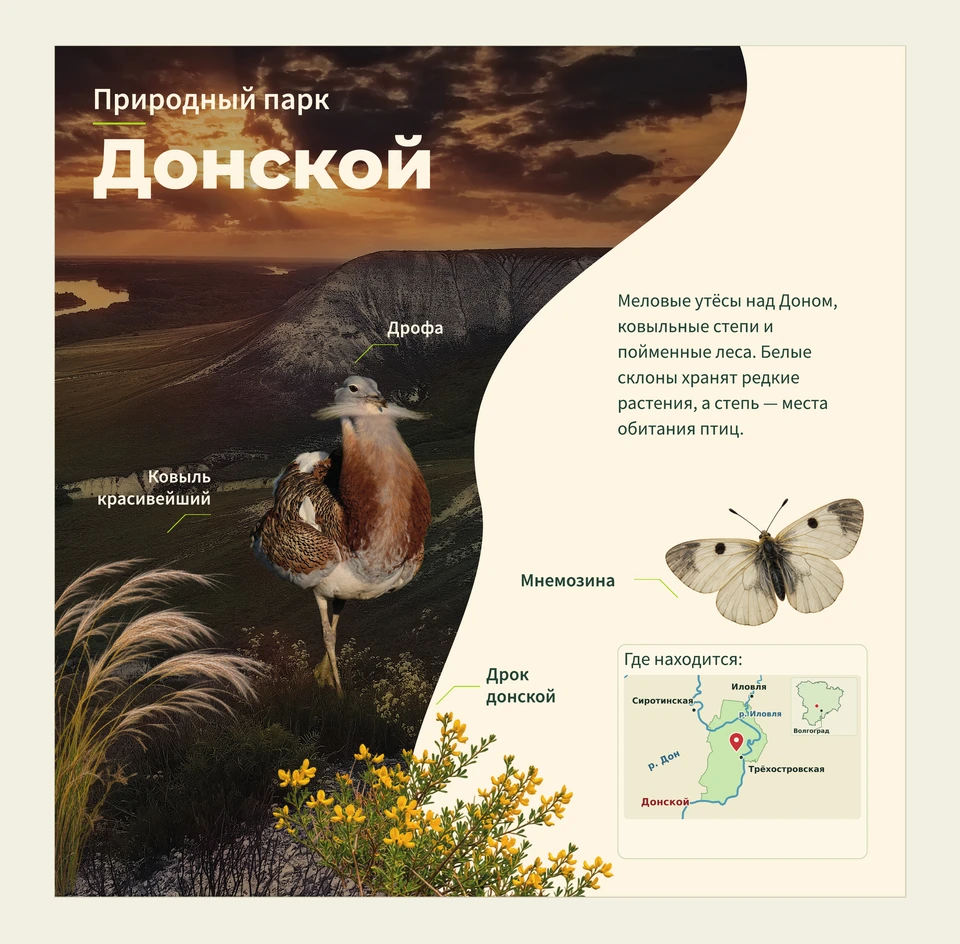 Природный парк
Донской
Дрофа
Ковыль
красивейший
Меловые утёсы над Доном,
ковыльные степи и
пойменные леса. Белые
склоны хранят редкие
растения, а степь — места
обитания птиц.
Мнемозина
Дрок
донской
Где находится:
Сиротинская
Иловля
р. Иловля
Волгоград
р. Дон
Трёхостровская
Донской